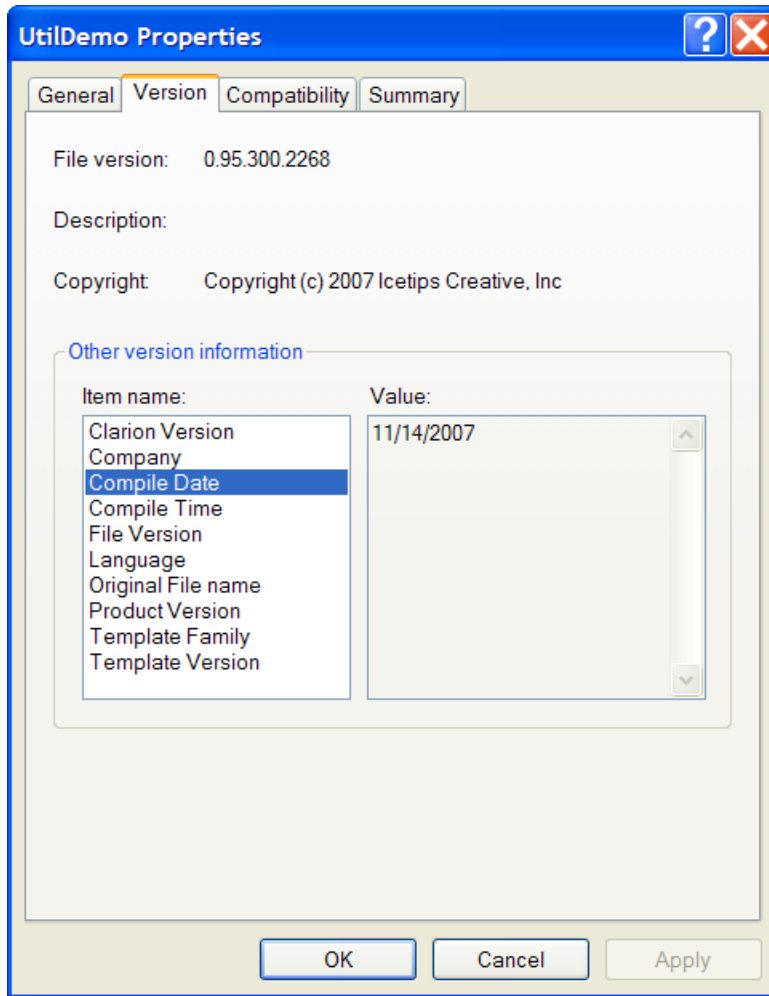 UtilDemo Properties
?
General Version Compatibility Summary
File version: 0.95.300.2268
Description:
Copyright: Copyright (c) 2007 Icetips Creative, Inc
Other version information
Item name: Value:
Clarion Version 11/14/2007
Company
Compile Date
Compile Time
File Version
Language
Original File name
Product Version
Template Family
Template Version
OK Cancel Apply